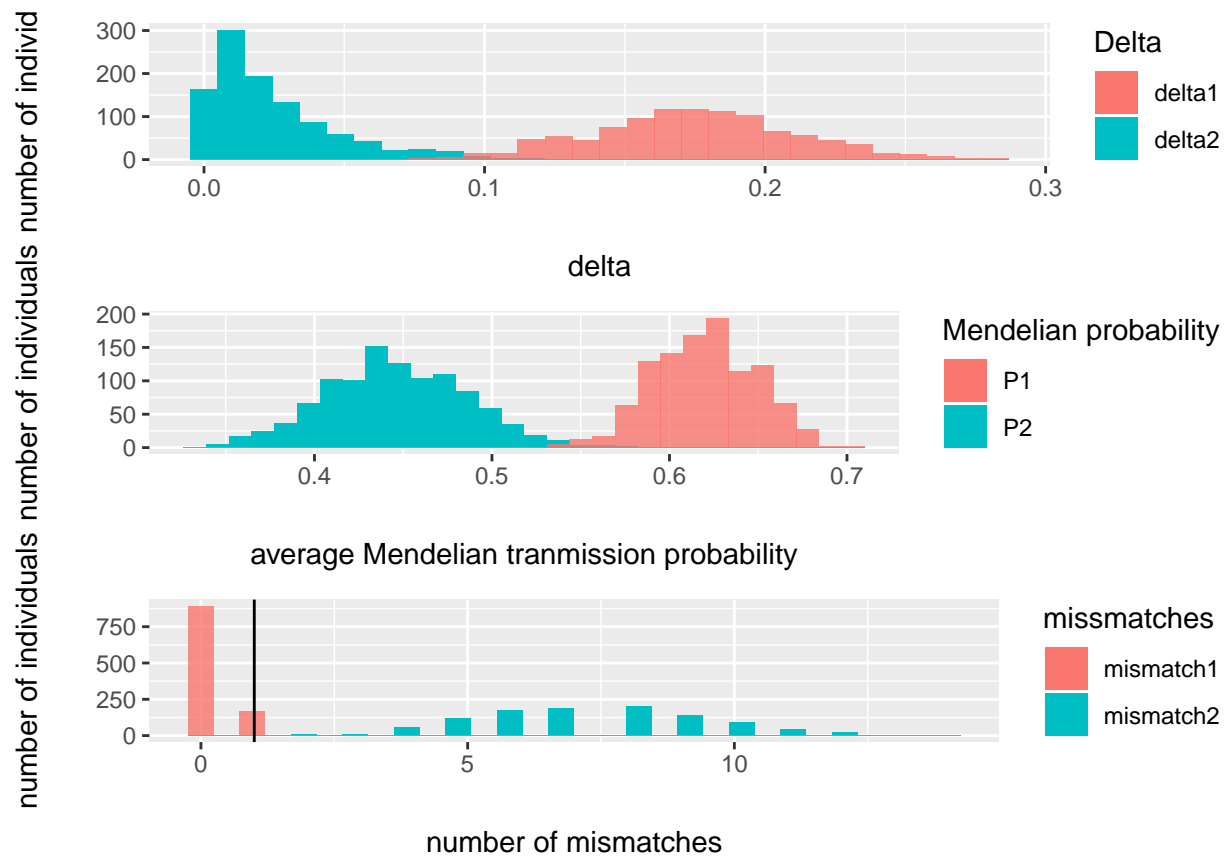 number of individ
300
200
100
0
0.0
0.1
0.2
0.3
delta
Delta
delta1
delta2
number of individuals
200
150
100
50
0
0.4
0.5
0.6
0.7
average Mendelian tranmission probability
Mendelian probability
P1
P2
number of individuals
750
500
250
0
0
5
10
number of mismatches
missmatches
mismatch1
mismatch2